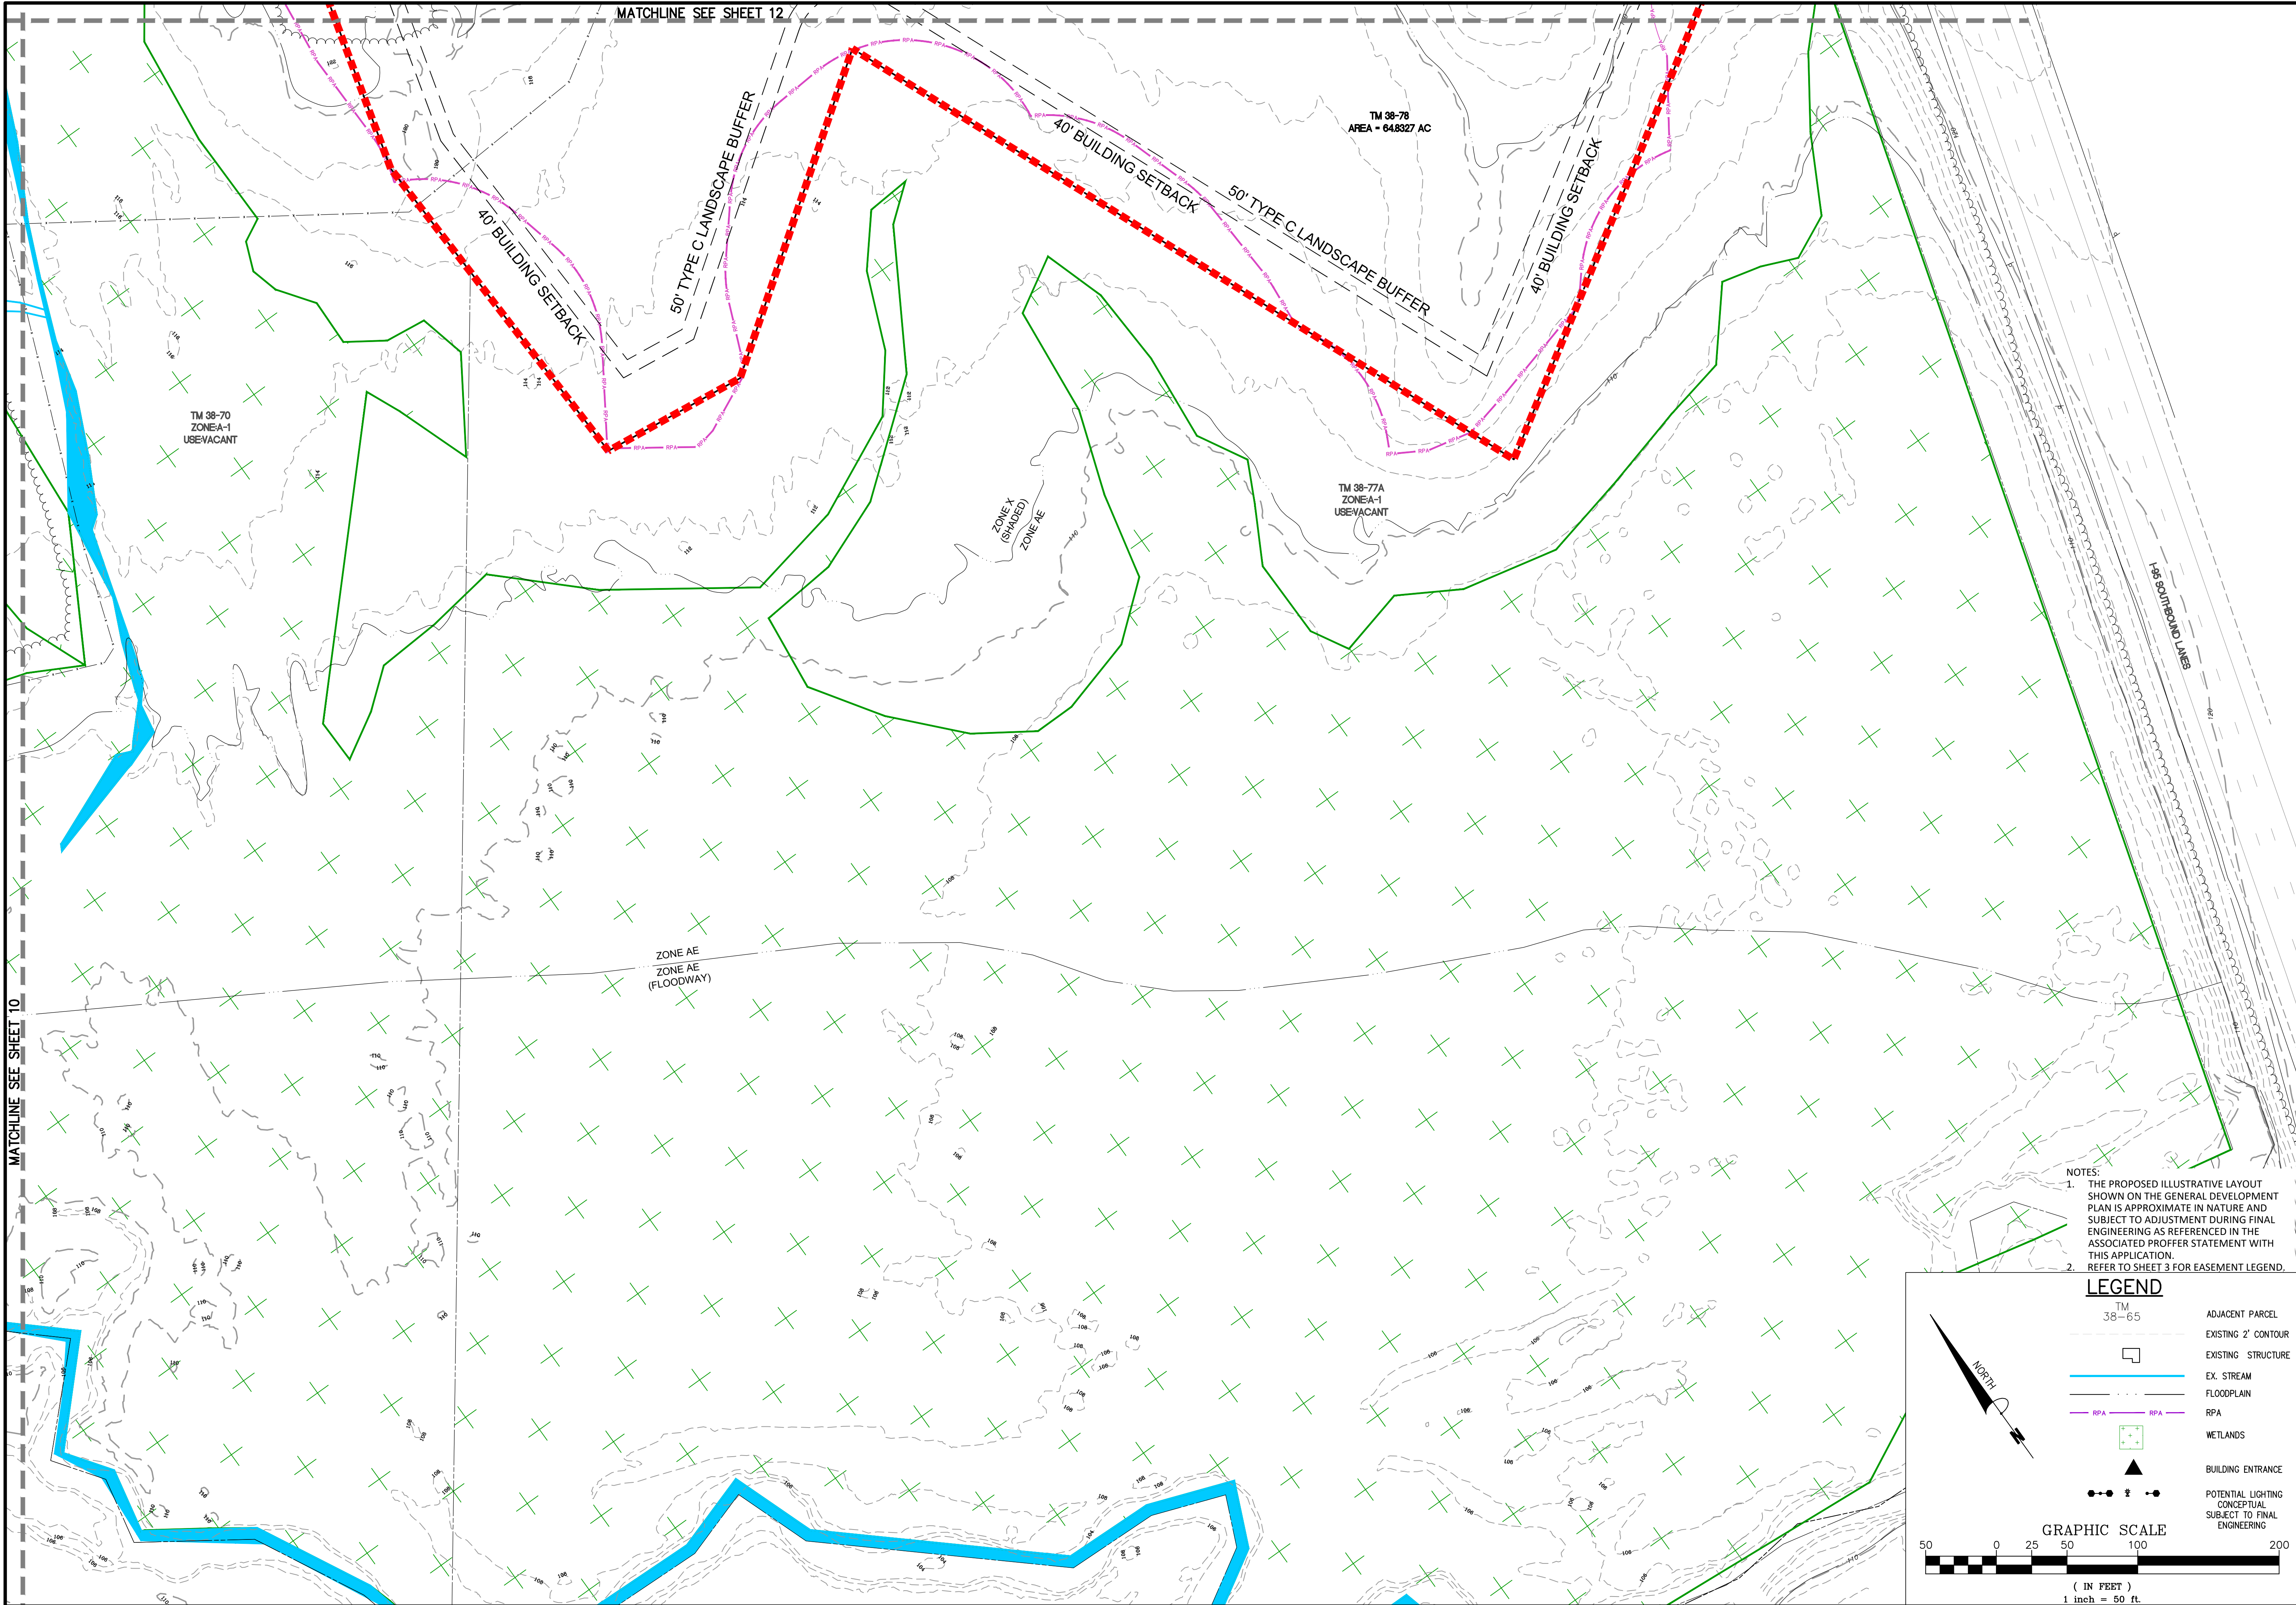 MATCHLINE SEE SHEET 12
MATCHLINE SEE SHEET 10
TM 38-78
AREA = 64.8327 AC
40' BUILDING SETBACK
50' TYPE C LANDSCAPE BUFFER
40' BUILDING SETBACK
50' TYPE C LANDSCAPE BUFFER
40' BUILDING SETBACK
TM 38-70
ZONE:A-1
USE:VACANT
TM 38-77A
ZONE:A-1
USE:VACANT
ZONE X
(SHADED)
ZONE AE
I-95 SOUTHBOUND LANES
ZONE AE
ZONE AE
(FLOODWAY)
NOTES:
1. THE PROPOSED ILLUSTRATIVE LAYOUT
SHOWN ON THE GENERAL DEVELOPMENT
PLAN IS APPROXIMATE IN NATURE AND
SUBJECT TO ADJUSTMENT DURING FINAL
ENGINEERING AS REFERENCED IN THE
ASSOCIATED PROFFER STATEMENT WITH
THIS APPLICATION.
2. REFER TO SHEET 3 FOR EASEMENT LEGEND,
LEGEND
TM
38-65
ADJACENT PARCEL
EXISTING 2' CONTOUR
EXISTING STRUCTURE
EX. STREAM
FLOODPLAIN
RPA RPA RPA
WETLANDS
BUILDING ENTRANCE
POTENTIAL LIGHTING
CONCEPTUAL
SUBJECT TO FINAL
ENGINEERING
NORTH
N
GRAPHIC SCALE
50 0 25 50 100 200
( IN FEET )
1 inch = 50 ft.